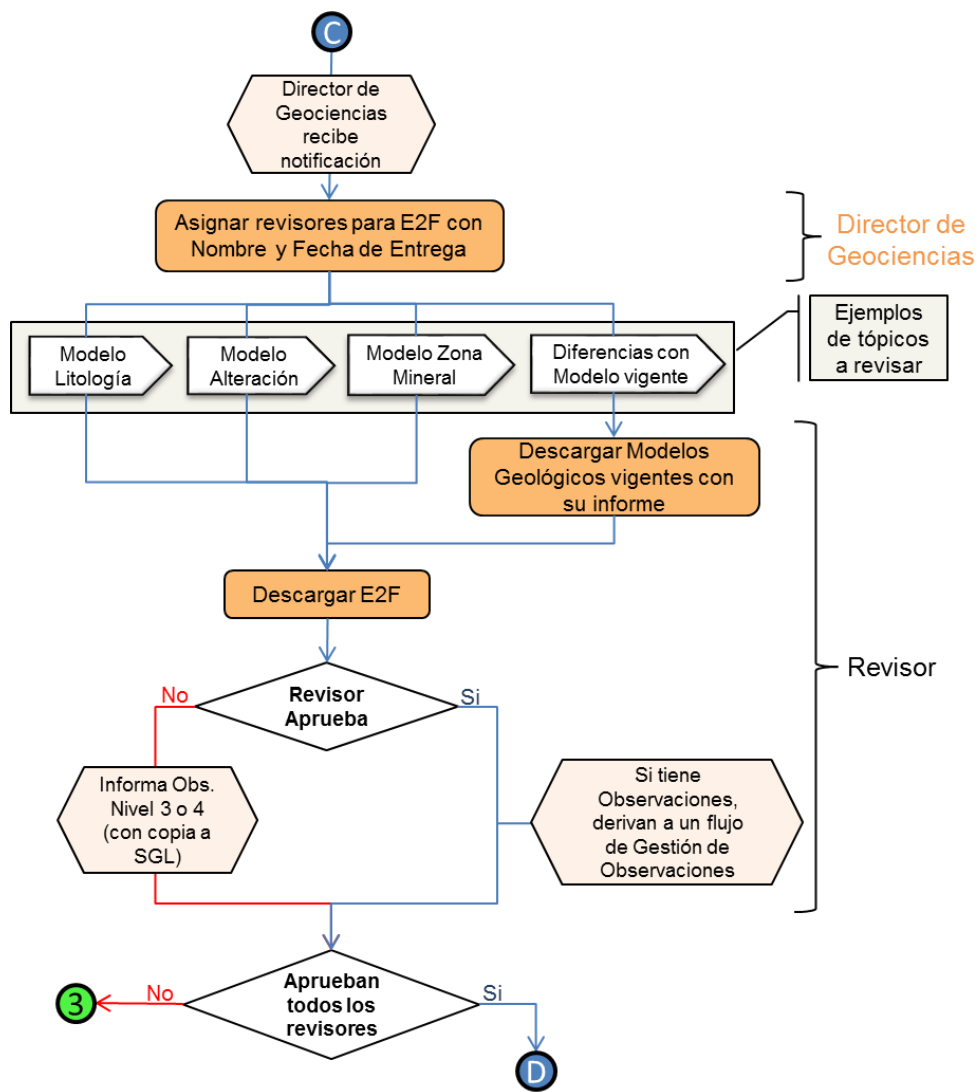 C
Director de
Geociencias
recibe
notificación
Asignar revisores para E2F con
Nombre y Fecha de Entrega
Director de
Geociencias
Modelo
Litología
Modelo
Alteración
Modelo Zona
Mineral
Diferencias con
Modelo vigente
Ejemplos
de tópicos
a revisar
Descargar Modelos
Geológicos vigentes con
su informe
Descargar E2F
Revisor
No
Revisor
Aprueba
Si
Informa Obs.
Nivel 3 o 4
(con copia a
SGL)
Si tiene
Observaciones,
derivan a un flujo
de Gestión de
Observaciones
3
No
Aprueban
todos los
revisores
Si
D